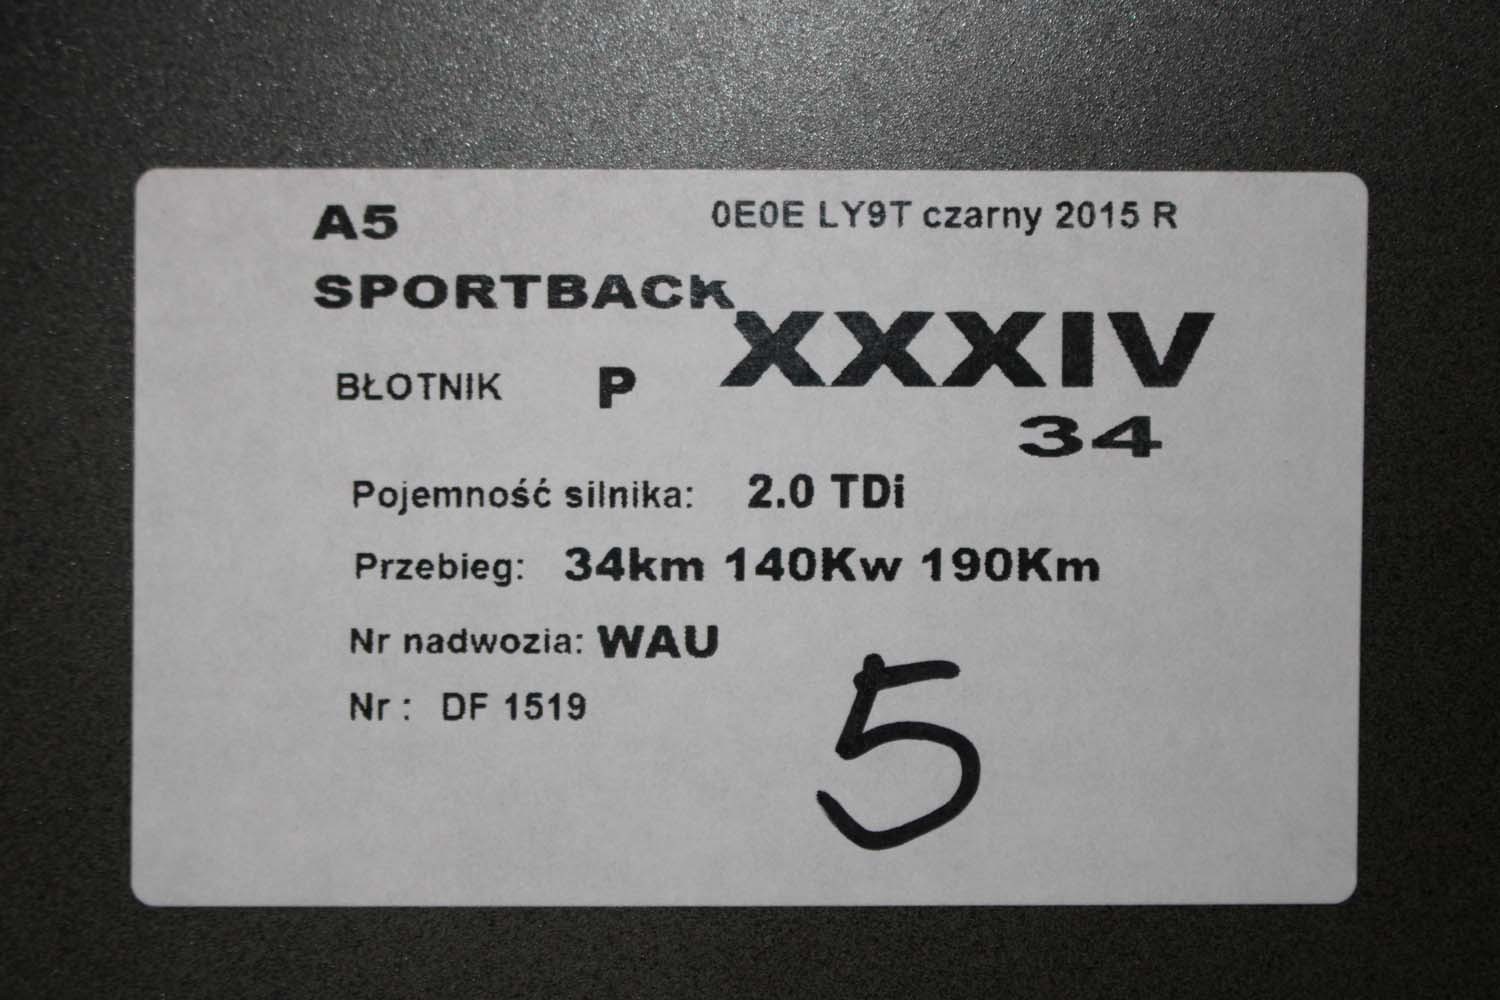 A5
0E0E LY9T czarny 2015 R
SPORTBACK
XXXIV
BŁOTNIK P
34
Pojemność silnika: 2.0 TDi
Przebieg: 34km 140Kw 190Km
Nr nadwozia: WAU
Nr : DF 1519
5